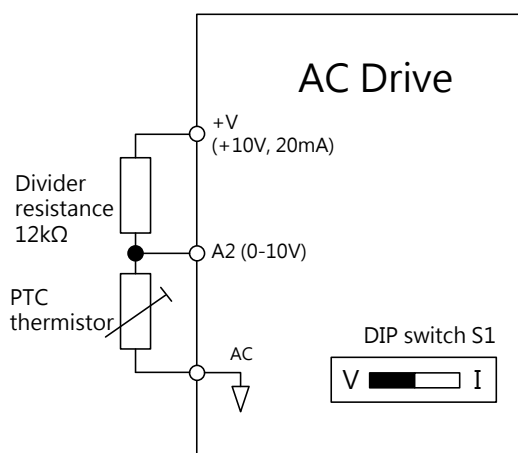 AC Drive
+V
(+10V, 20mA)
Divider
resistance
12kΩ
A2 (0-10V)
PTC
thermistor
AC
DIP switch S1
V I